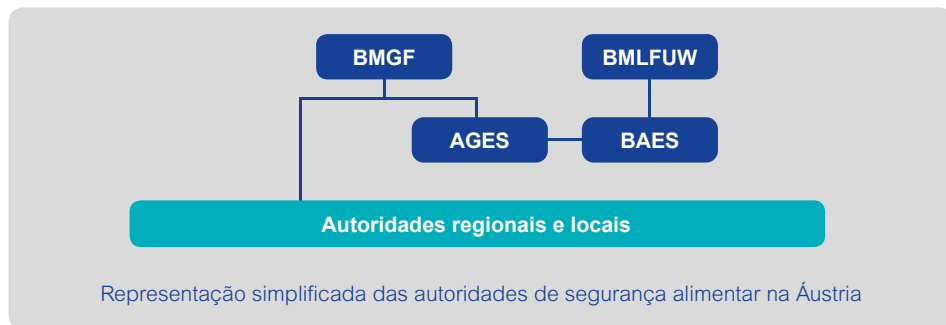 BMGF
BMLFUW
AGES
BAES
Autoridades regionais e locais
Representação simplificada das autoridades de segurança alimentar na Áustria